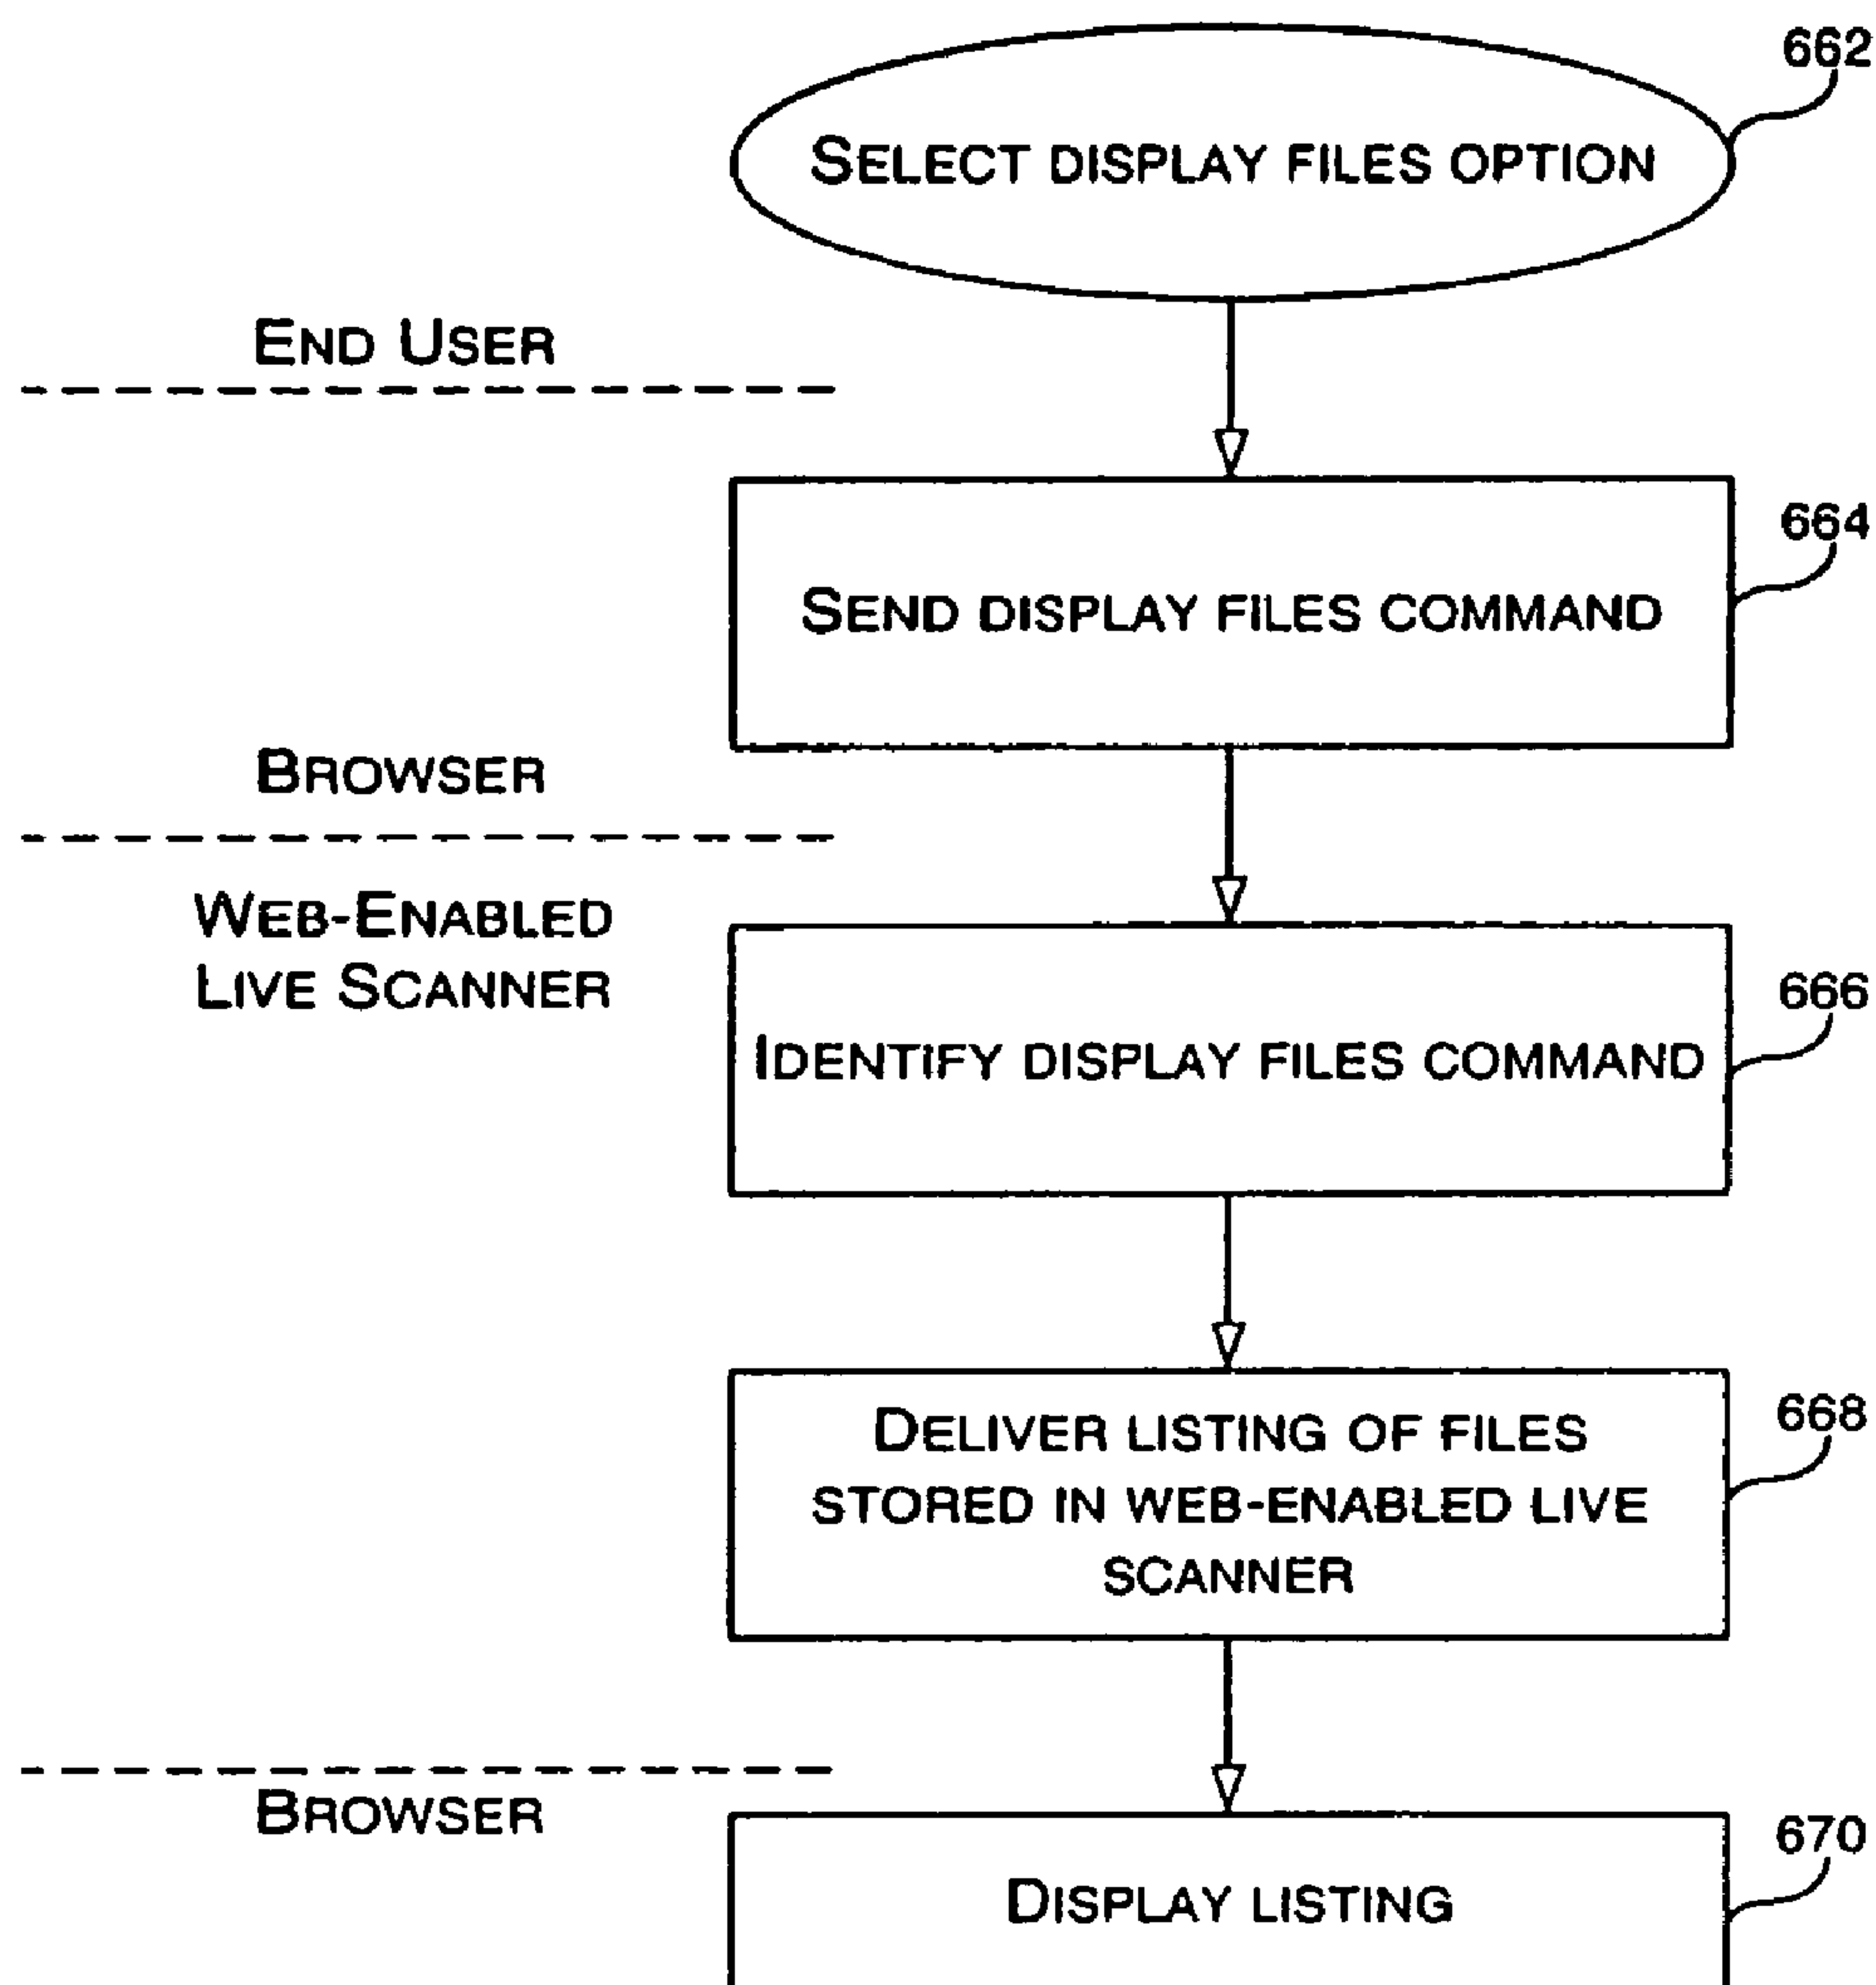 662
SELECT DISPLAY FILES OPTION
END USER
664
SEND DISPLAY FILES COMMAND
BROWSER
WEB-ENABLED
LIVE SCANNER
666
IDENTIFY DISPLAY FILES COMMAND
668
DELIVER LISTING OF FILES
STORED IN WEB-ENABLED LIVE
SCANNER
BROWSER
670
DISPLAY LISTING